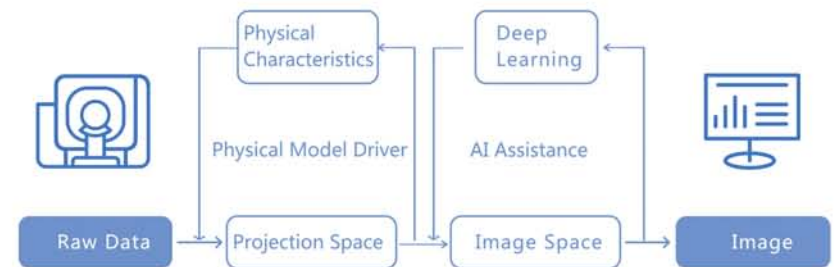 Physical
Characteristics
Deep
Learning
Physical Model Driver
AI Assistance
Raw Data
Projection Space
Image Space
Image